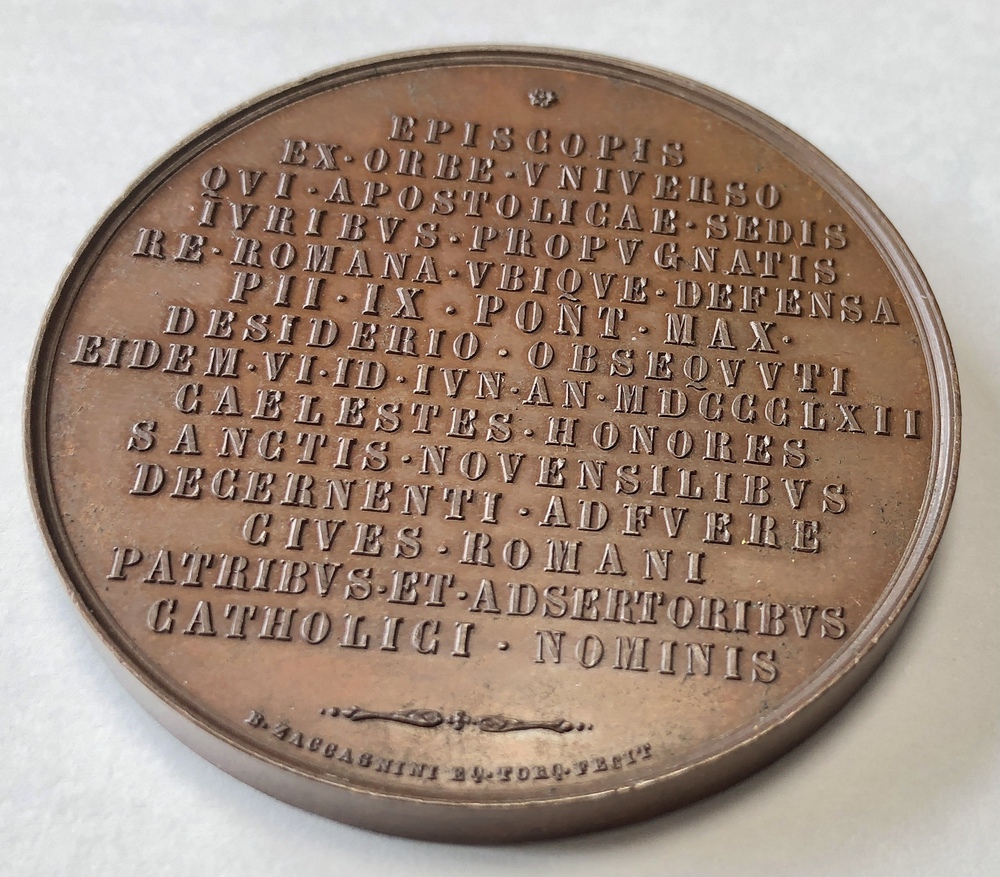 EPISCOPIS
EX·ORBE·VNIVERSO
QVI·APOSTOLICAE·SEDIS
IVRIBVS·PROPVGNATIS
RE·ROMANA·VBIQVE·DEFENSA
PII·IX·POÑT·MAX·
DESIDERIO·OBSEQVVTI
EIDEM·VI·ID·IVN·AN·MDCCCLXII
CAELESTES·HONORES
SANCTIS·NOVENSILIBVS
DECERNENTI·ADFVERE
CIVES·ROMANI
PATRIBVS·ET·ADSERTORIBVS
CATHOLICI·NOMINIS
B. ZACCAGNINI EQ. TORQ. FECIT